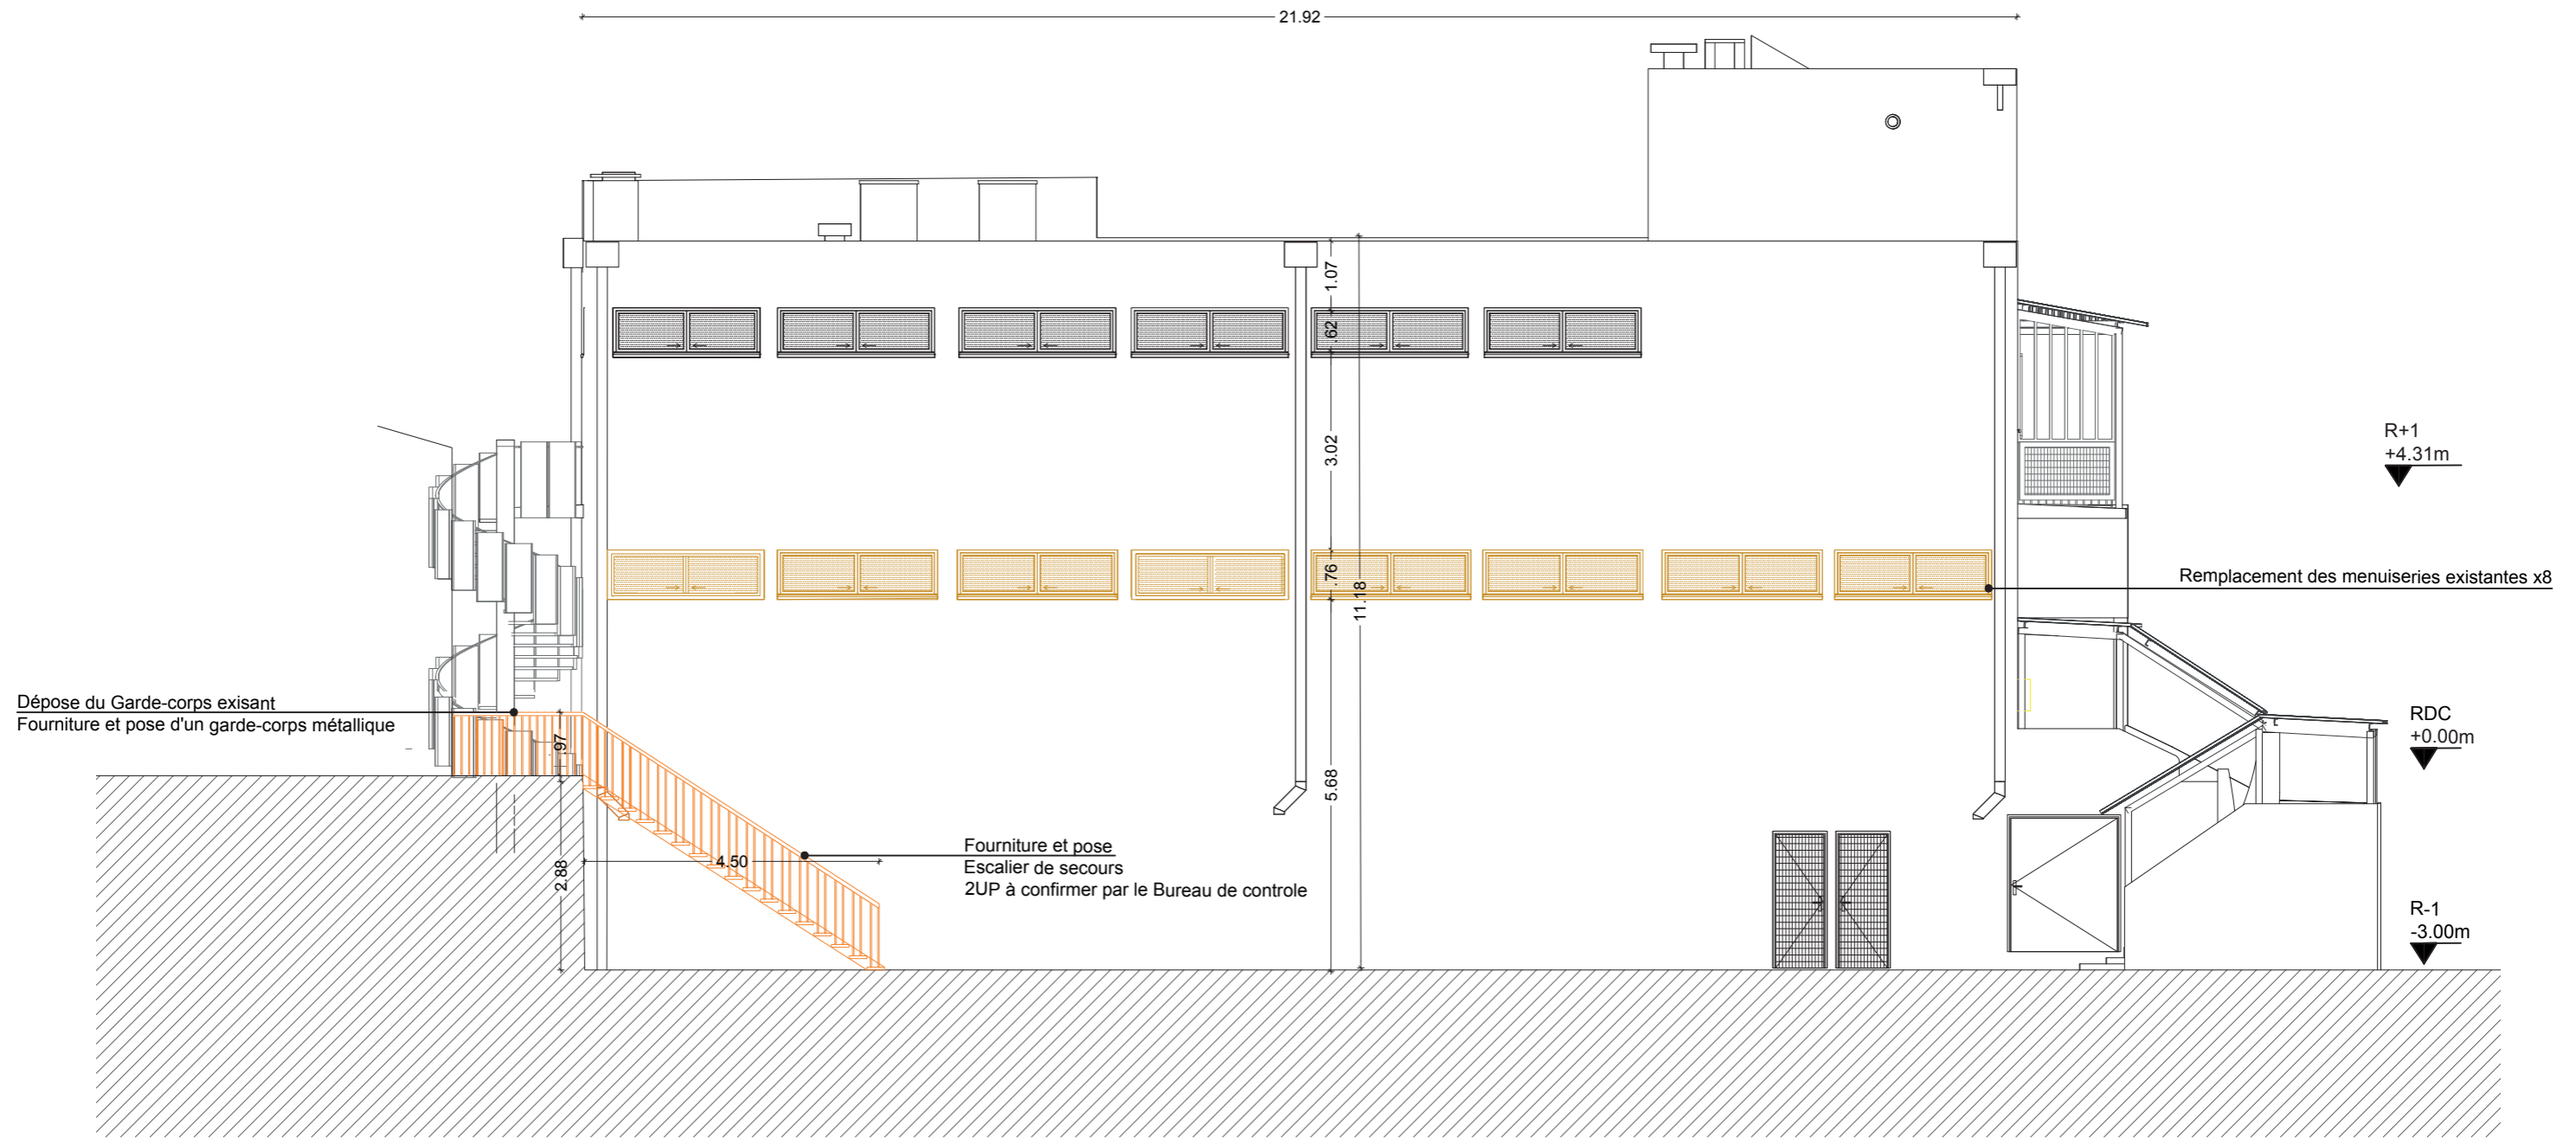 21.92
1.07
.62
3.02
R+1
+4.31m
.76
11.18
Remplacement des menuiseries existantes x8
Dépose du Garde-corps exisant
Fourniture et pose d'un garde-corps métallique
.97
RDC
+0.00m
5.68
2.88
4.50
Fourniture et pose
Escalier de secours
2UP à confirmer par le Bureau de controle
R-1
-3.00m